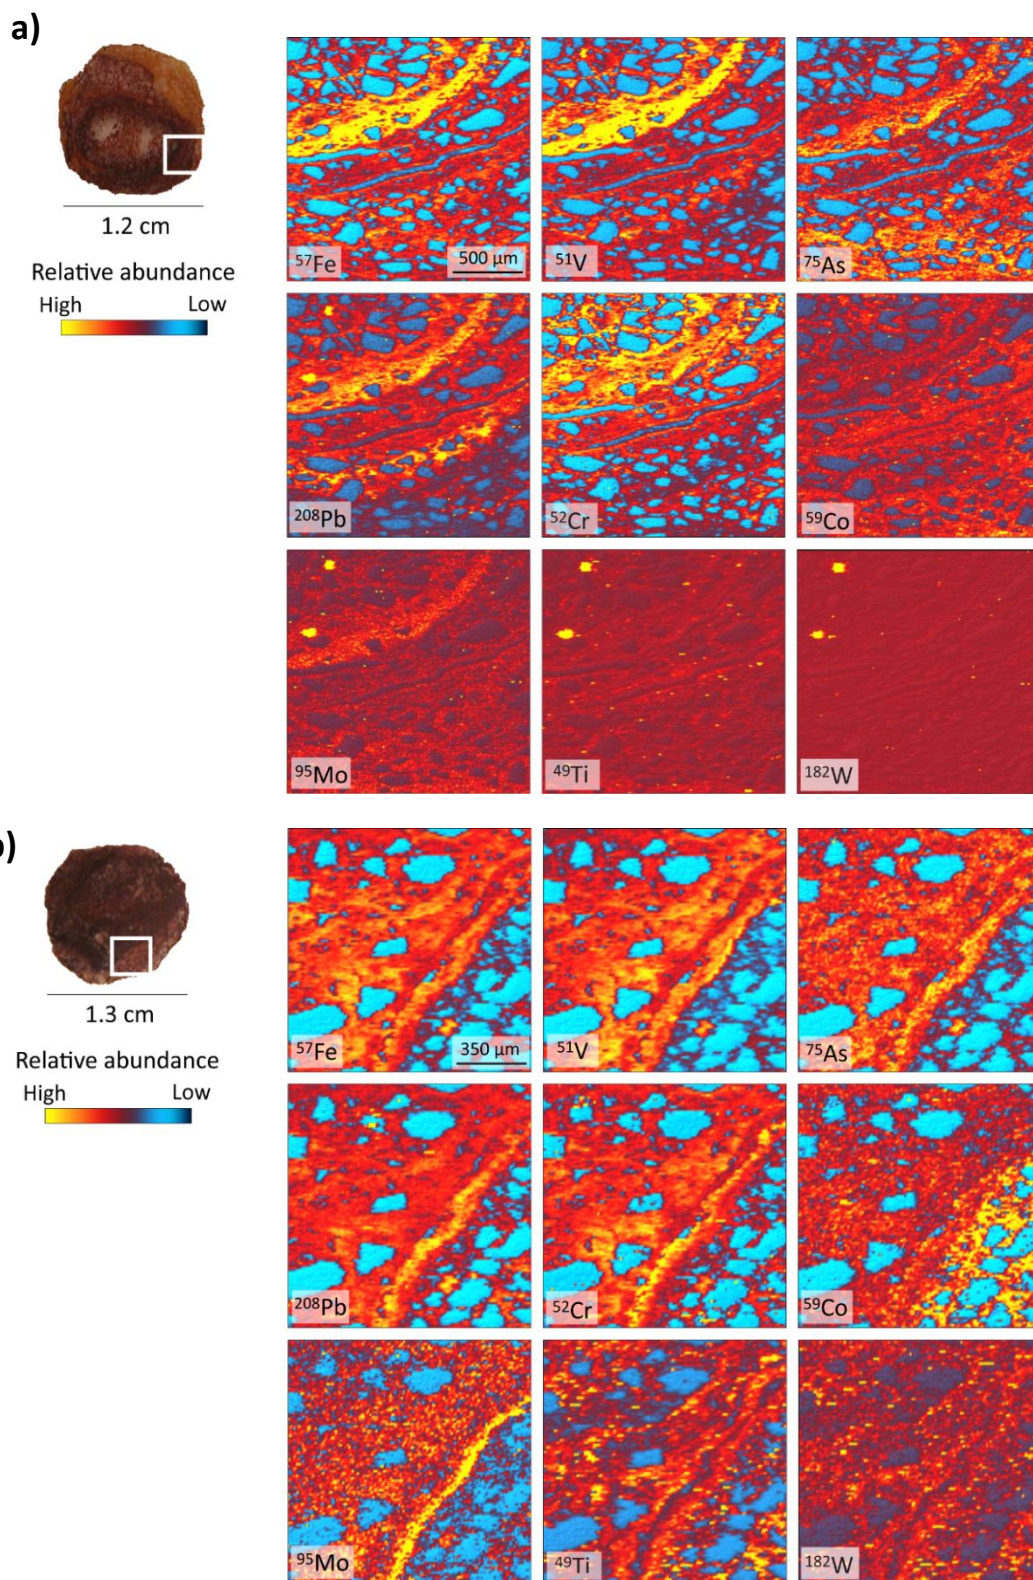 a)
1.2 cm
Relative abundance
High Low
⁵⁷Fe 500 µm
⁵¹V
⁷⁵As
²⁰⁸Pb
⁵²Cr
⁵⁹Co
⁹⁵Mo
⁴⁹Ti
¹⁸²W
1.3 cm
Relative abundance
High Low
⁵⁷Fe 350 µm
⁵¹V
⁷⁵As
²⁰⁸Pb
⁵²Cr
⁵⁹Co
⁹⁵Mo
⁴⁹Ti
¹⁸²W